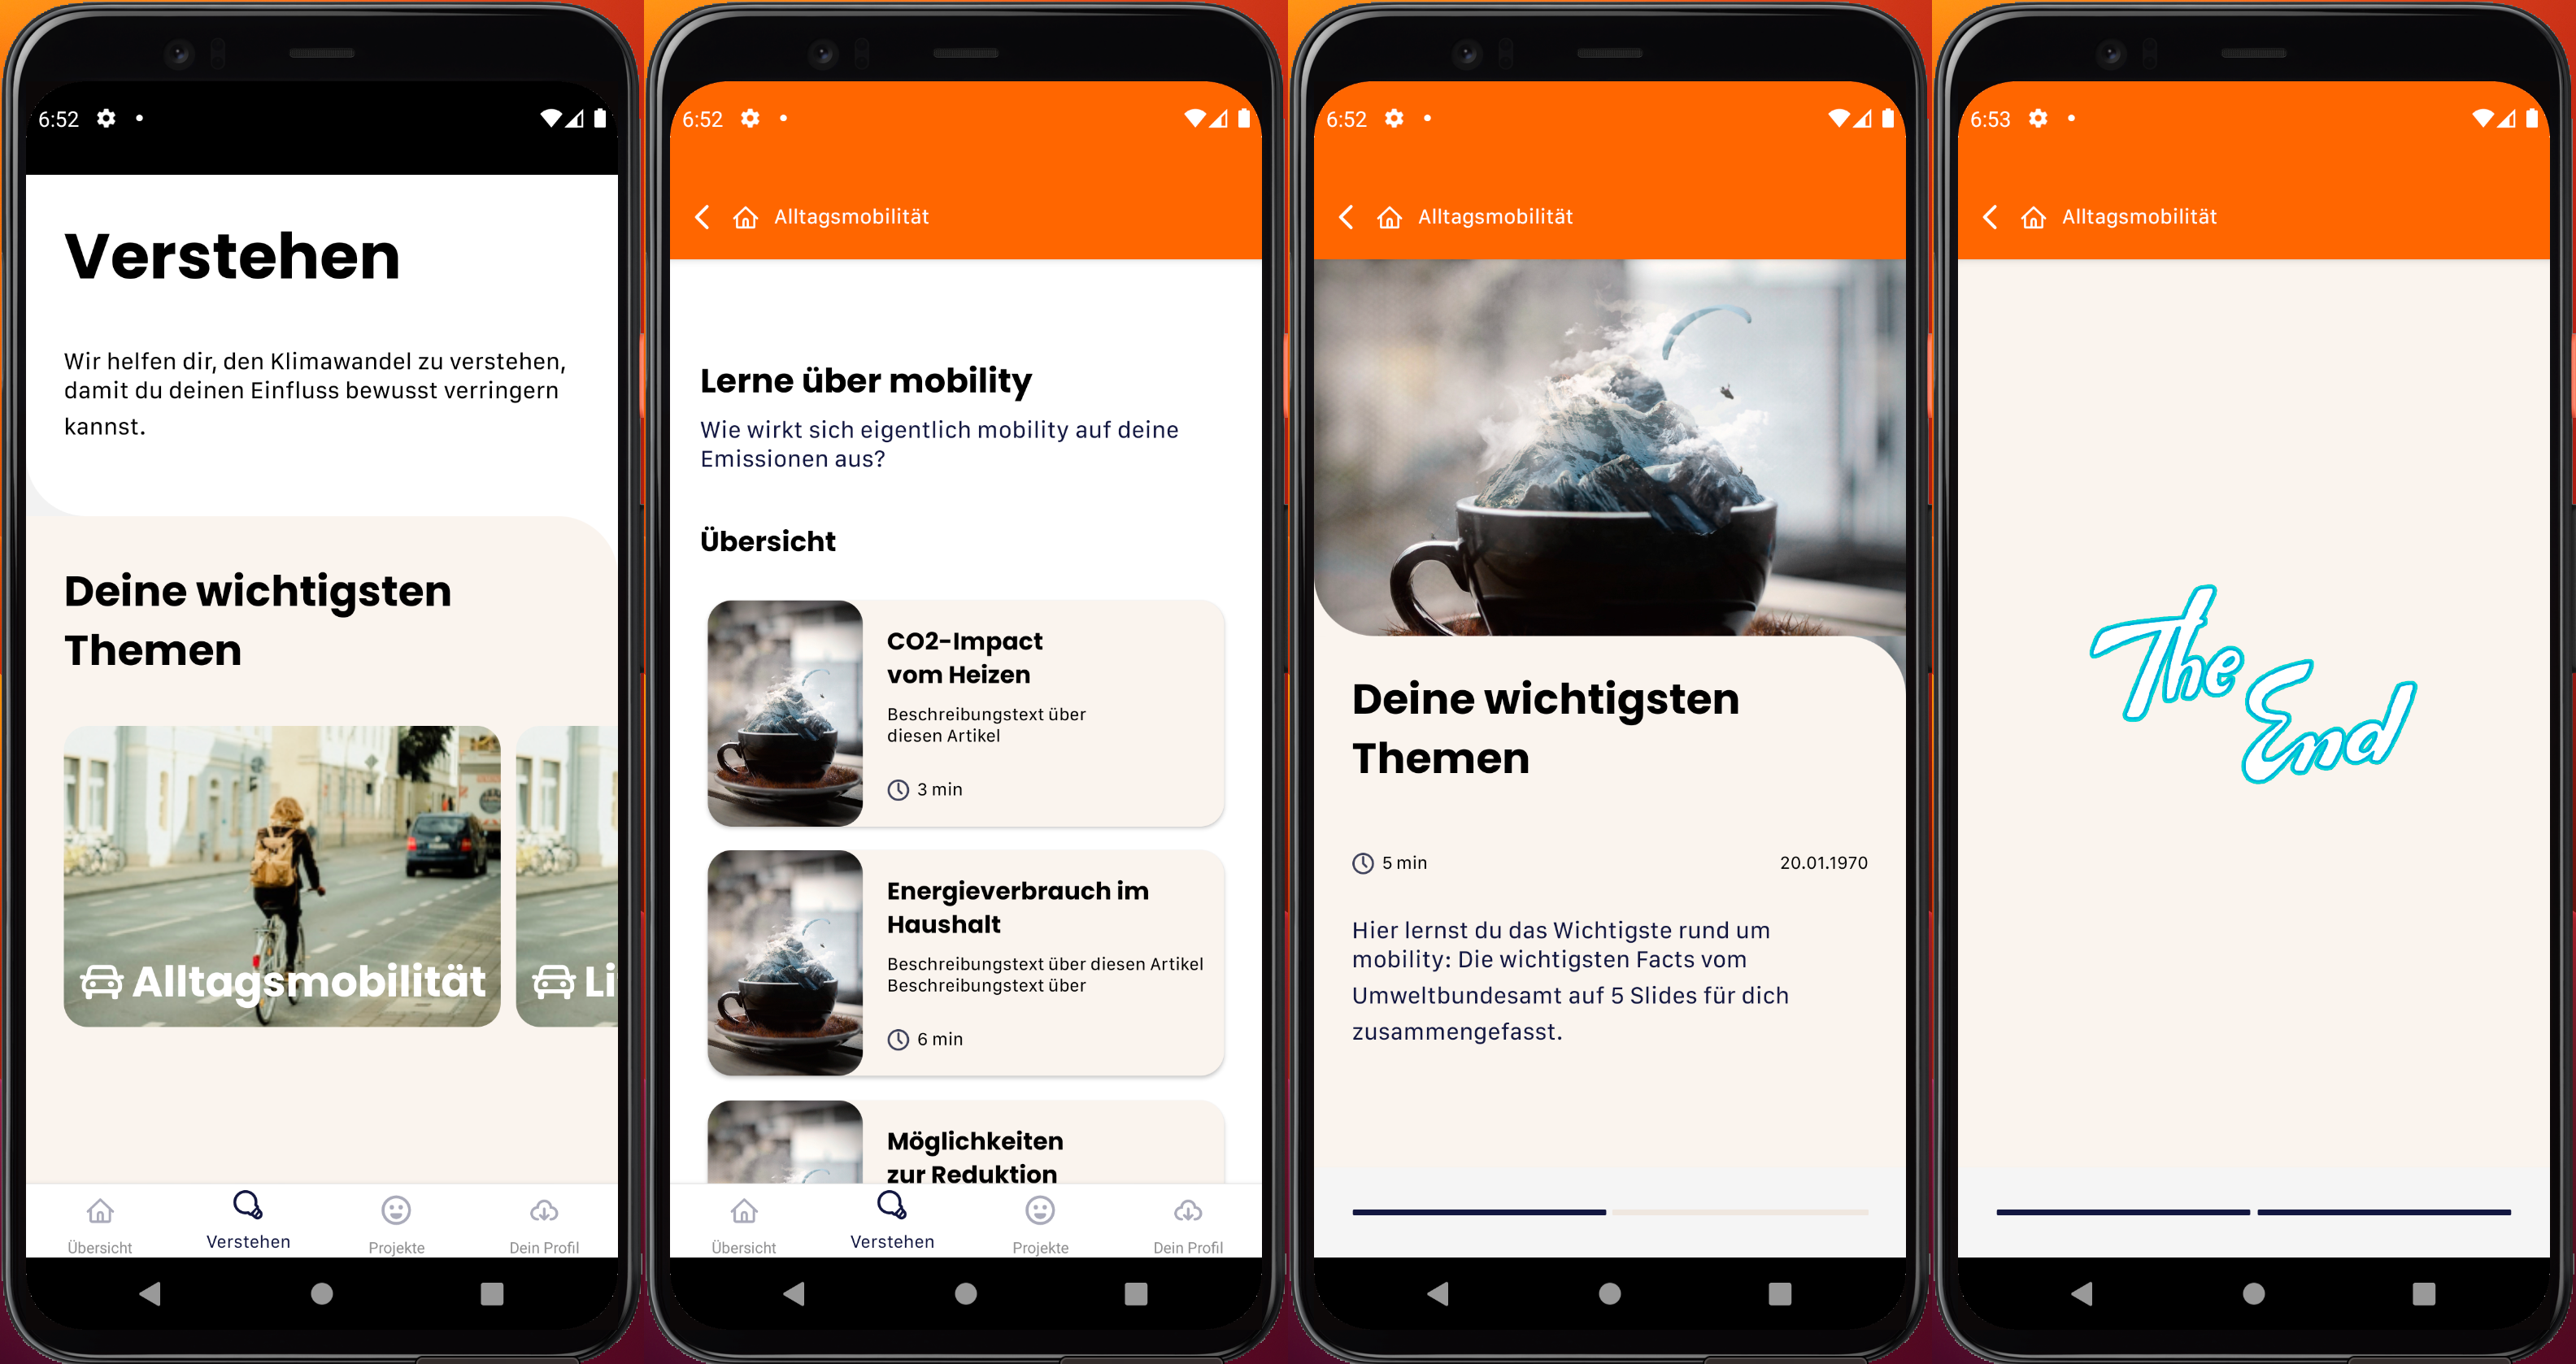 6:52
Verstehen
Wir helfen dir, den Klimawandel zu verstehen,
damit du deinen Einfluss bewusst verringern
kannst.
Deine wichtigsten
Themen
Alltagsmobilität
Li
Übersicht
Verstehen
Projekte
Dein Profil
6:52
Alltagsmobilität
Lerne über mobility
Wie wirkt sich eigentlich mobility auf deine
Emissionen aus?
Übersicht
CO2-Impact
vom Heizen
Beschreibungstext über
diesen Artikel
3 min
Energieverbrauch im
Haushalt
Beschreibungstext über diesen Artikel
Beschreibungstext über
6 min
Möglichkeiten
zur Reduktion
Übersicht
Verstehen
Projekte
Dein Profil
6:52
Alltagsmobilität
Deine wichtigsten
Themen
5 min
20.01.1970
Hier lernst du das Wichtigste rund um
mobility: Die wichtigsten Facts vom
Umweltbundesamt auf 5 Slides für dich
zusammengefasst.
6:53
Alltagsmobilität
The
End